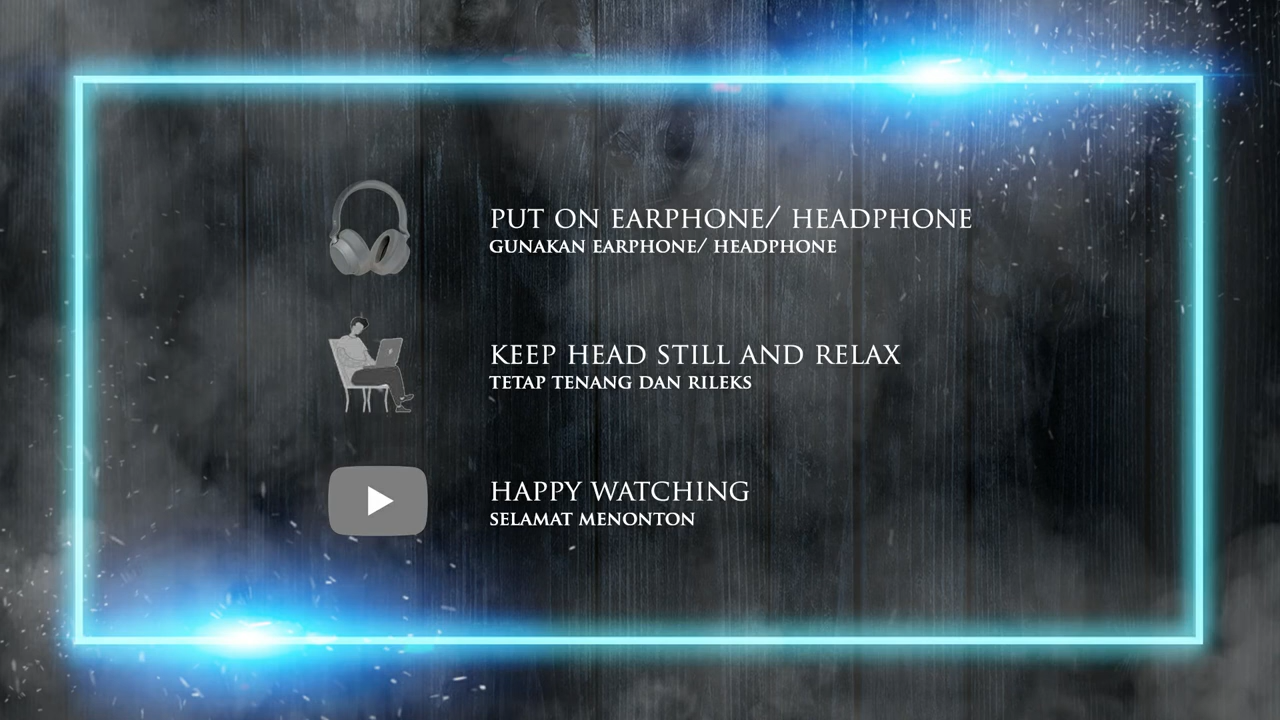 PUT ON EARPHONE/ HEADPHONE
GUNAKAN EARPHONE/ HEADPHONE
KEEP HEAD STILL AND RELAX
TETAP TENANG DAN RILEKS
HAPPY WATCHING
SELAMAT MENONTON